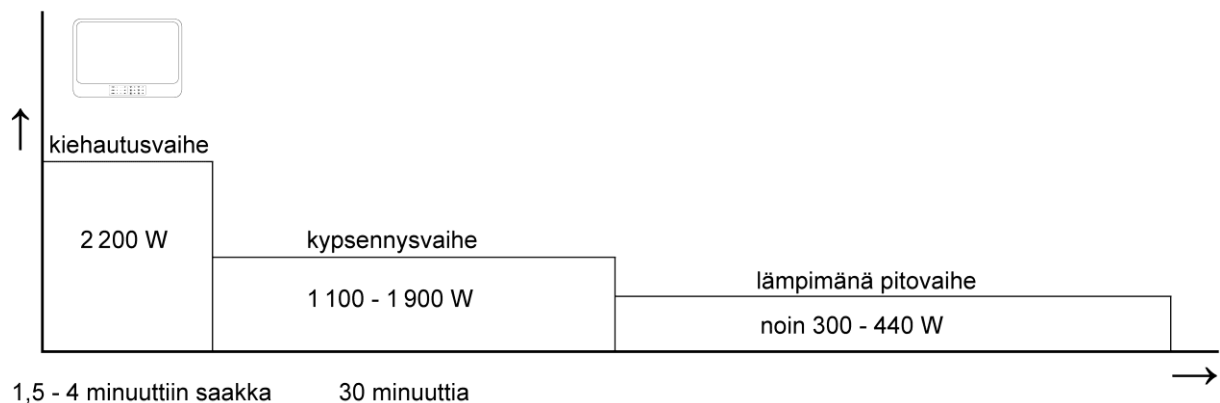 kiehautusvaihe
2 200 W
kypsennysvaihe
1 100 - 1 900 W
lämpimänä pitovaihe
noin 300 - 440 W
1,5 - 4 minuuttiin saakka
30 minuuttia